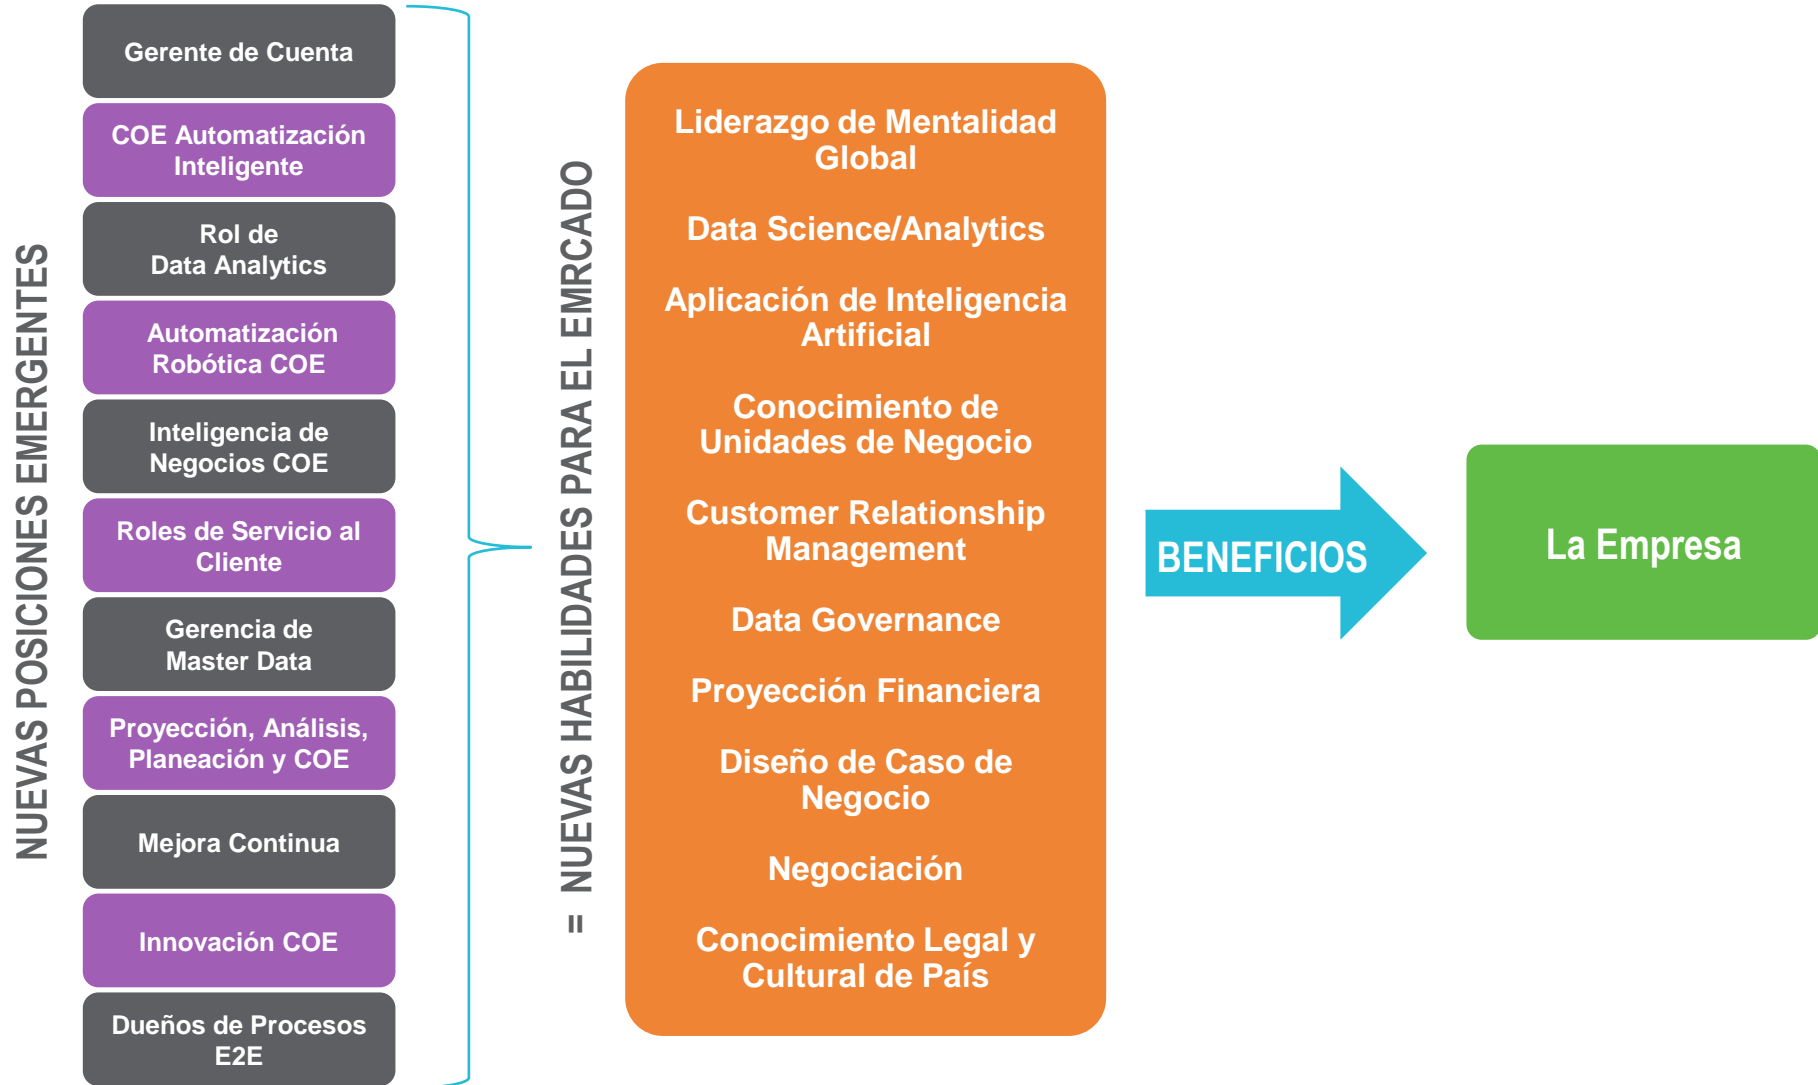 NUEVAS POSICIONES EMERGENTES
Gerente de Cuenta
COE Automatización
Inteligente
Rol de
Data Analytics
Automatización
Robótica COE
Inteligencia de
Negocios COE
Roles de Servicio al
Cliente
Gerencia de
Master Data
Proyección, Análisis,
Planeación y COE
Mejora Continua
Innovación COE
Dueños de Procesos
E2E
= NUEVAS HABILIDADES PARA EL EMRCADO
Liderazgo de Mentalidad
Global
Data Science/Analytics
Aplicación de Inteligencia
Artificial
Conocimiento de
Unidades de Negocio
Customer Relationship
Management
Data Governance
Proyección Financiera
Diseño de Caso de
Negocio
Negociación
Conocimiento Legal y
Cultural de País
BENEFICIOS
La Empresa